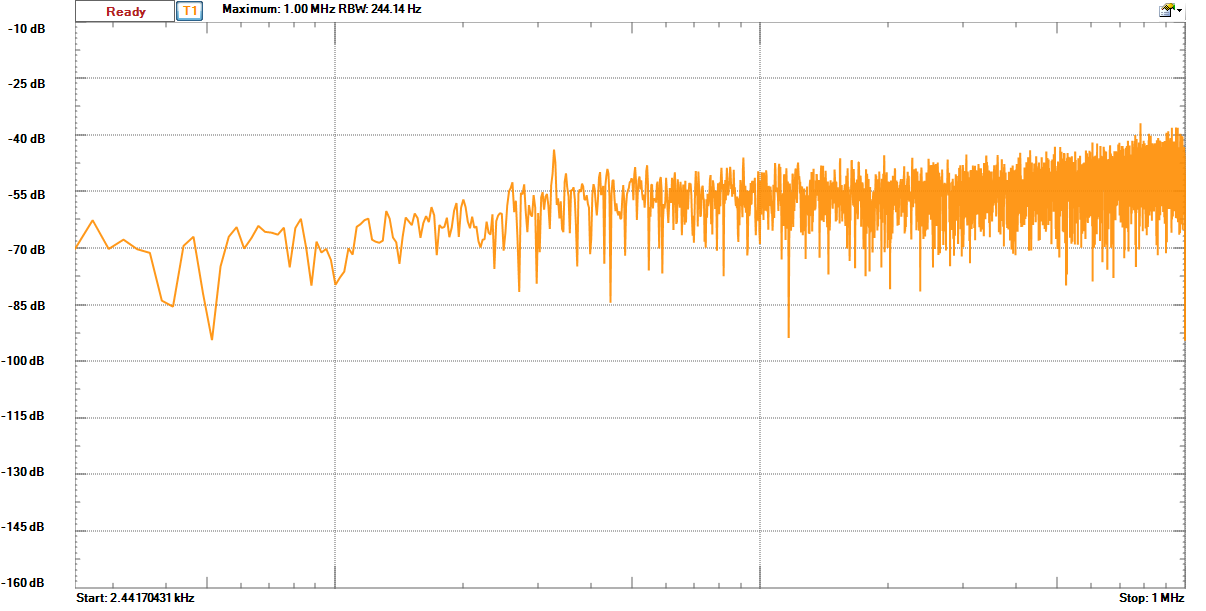 Ready T1 Maximum: 1.00 MHz RBW: 244.14 Hz
-10 dB
-25 dB
-40 dB
-55 dB
-70 dB
-85 dB
-100 dB
-115 dB
-130 dB
-145 dB
-160 dB
Start: 2.44170431 kHz Stop: 1 MHz